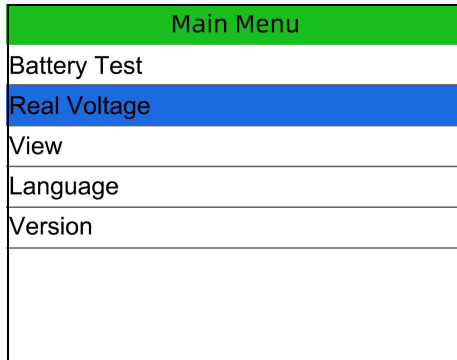 Main Menu
Battery Test
Real Voltage
View
Language
Version